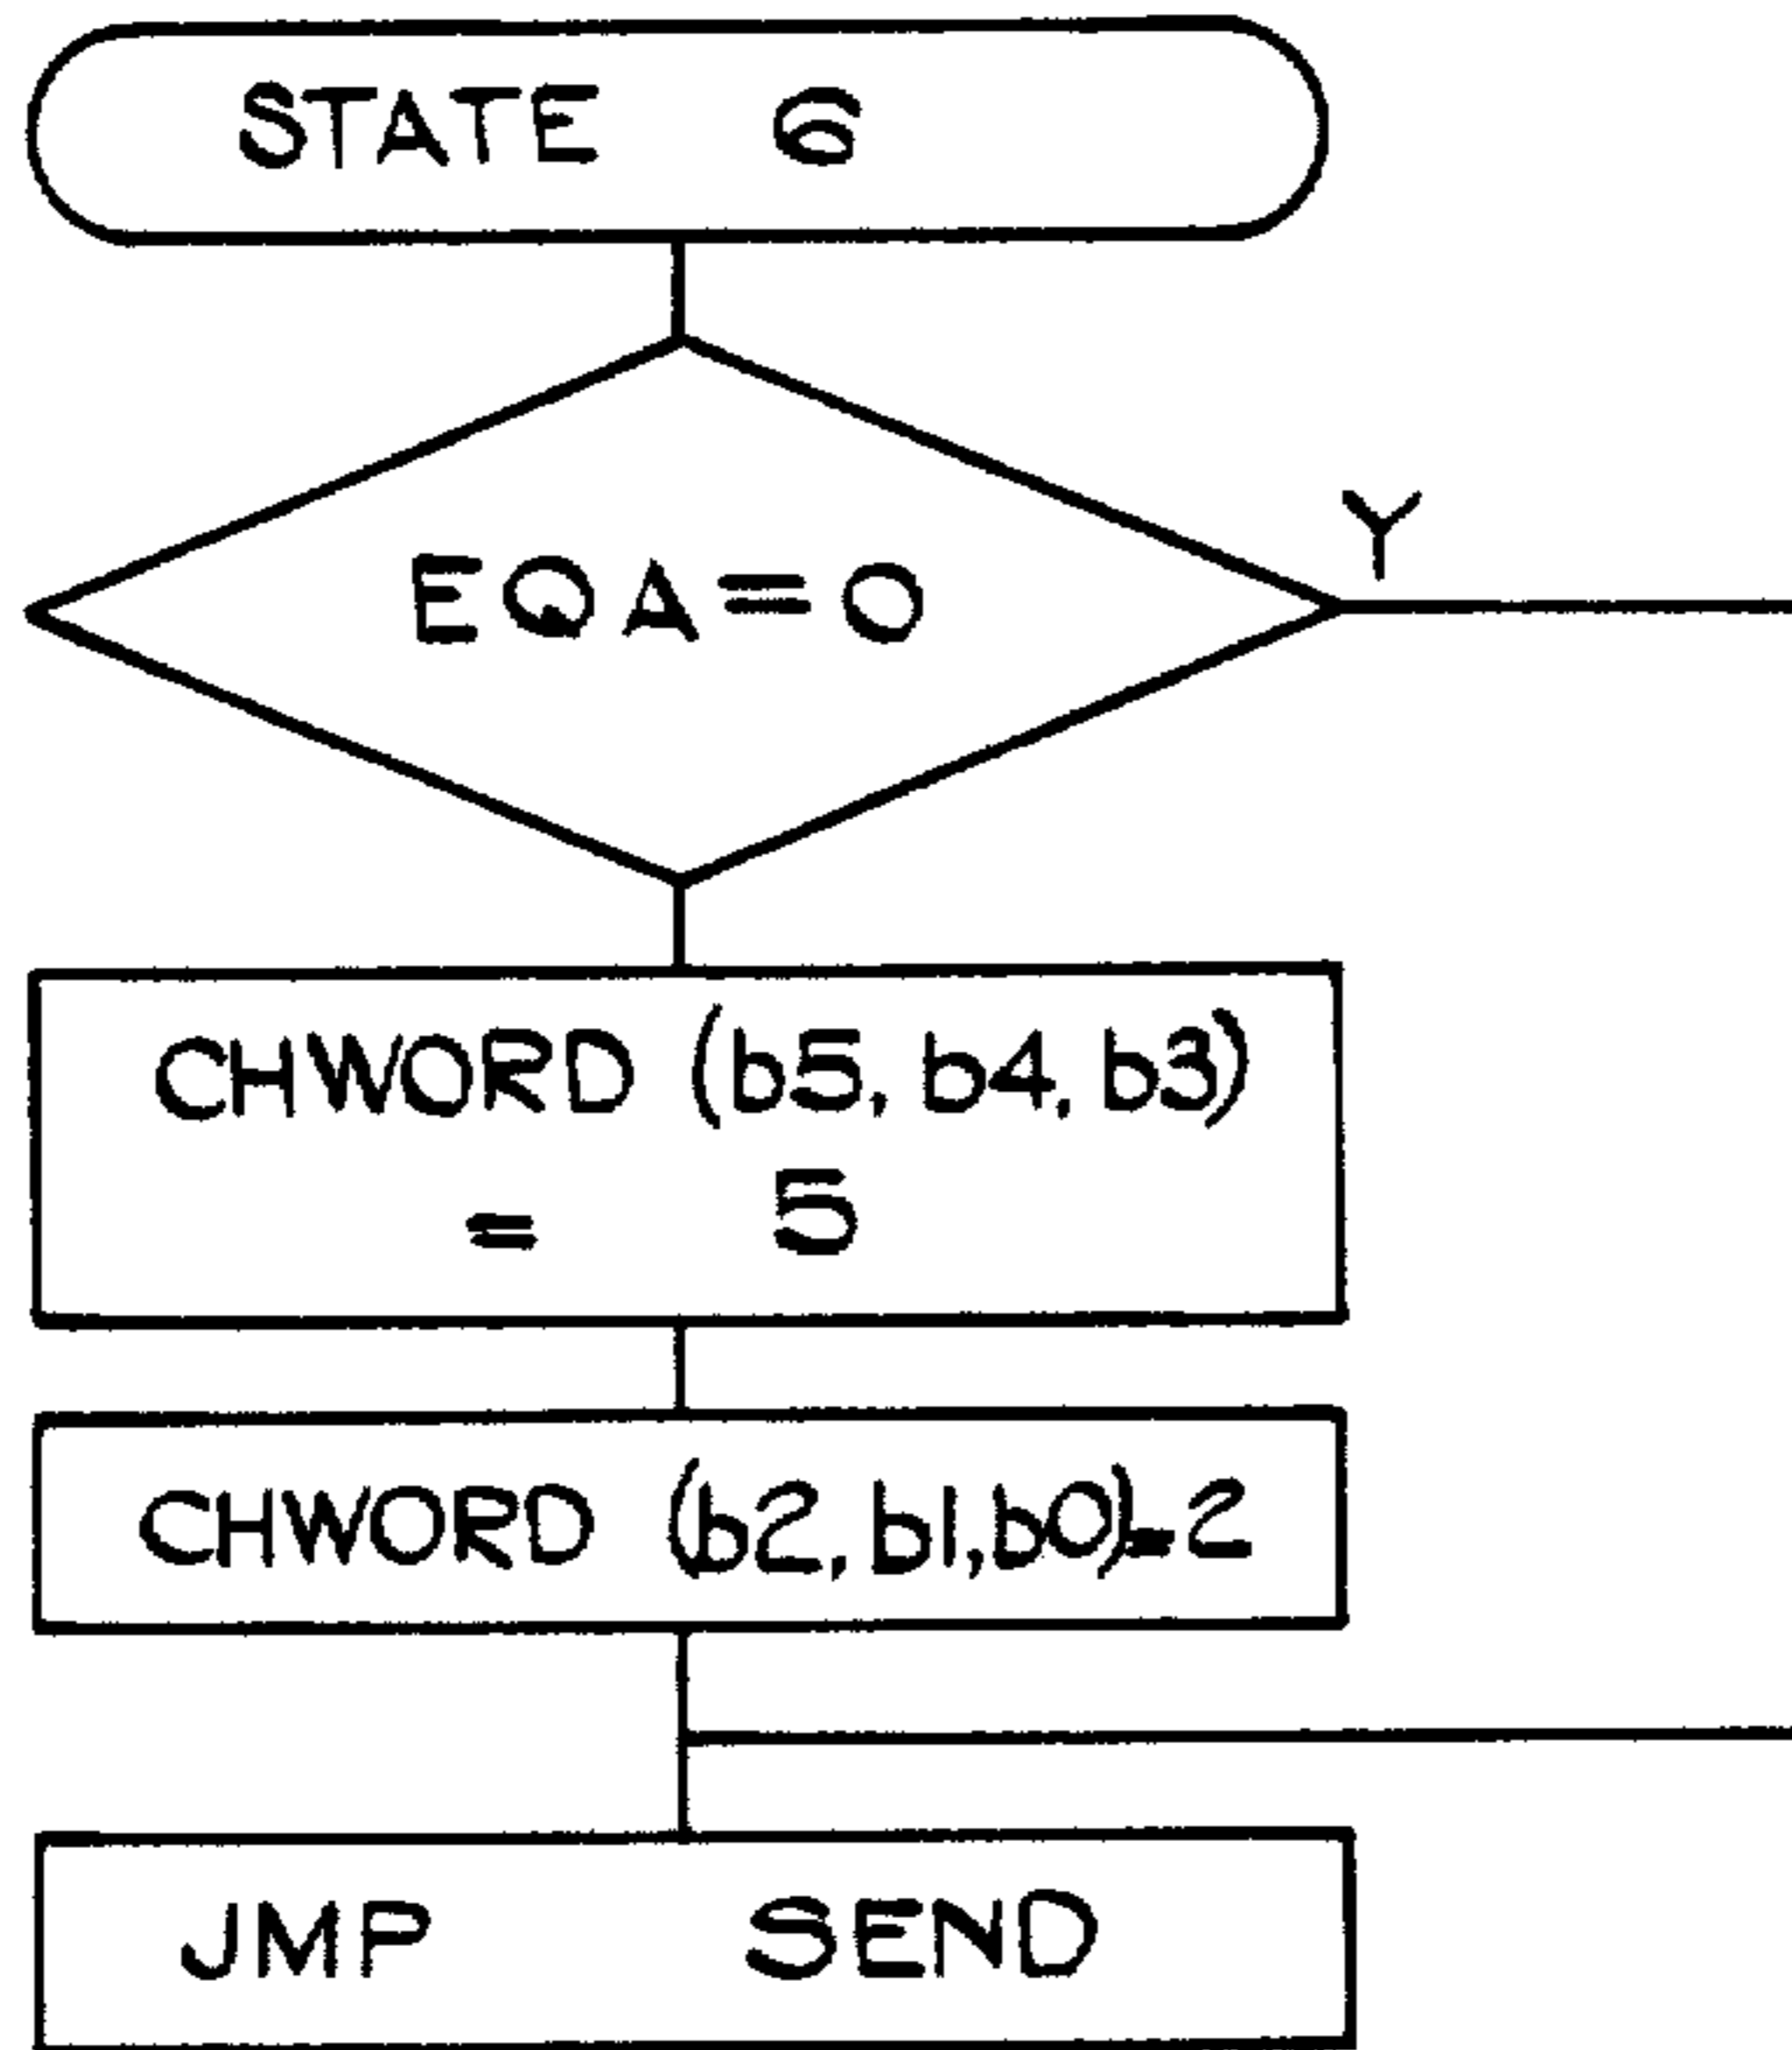 STATE 6
EQA=0
Y
CHWORD (b5, b4, b3)
= 5
CHWORD (b2, b1, b0)=2
JMP SEND